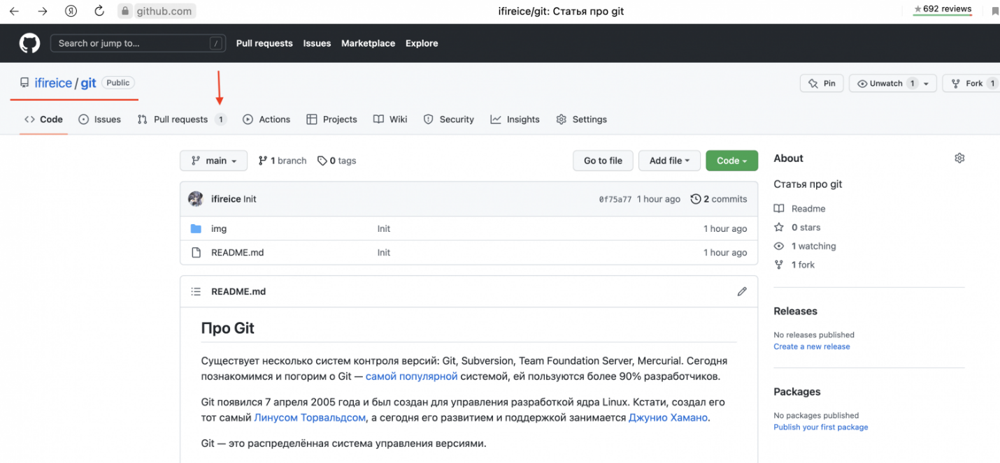 github.com
ifireice/git: Статья про git
★692 reviews
Search or jump to...
/
Pull requests
Issues
Marketplace
Explore
ifireice / git
Public
Pin
Unwatch 1
Fork 1
Code
Issues
Pull requests 1
Actions
Projects
Wiki
Security
Insights
Settings
main
1 branch
0 tags
Go to file
Add file
Code
ifireice Init
0f75a77 1 hour ago
2 commits
img
Init
1 hour ago
README.md
Init
1 hour ago
README.md
Про Git
Существует несколько систем контроля версий: Git, Subversion, Team Foundation Server, Mercurial. Сегодня
познакомимся и погорим о Git — самой популярной системой, ей пользуются более 90% разработчиков.
Git появился 7 апреля 2005 года и был создан для управления разработкой ядра Linux. Кстати, создал его
тот самый Линусом Торвальдсом, а сегодня его развитием и поддержкой занимается Джунио Хамано.
Git — это распределённая система управления версиями.
About
Статья про git
Readme
0 stars
1 watching
1 fork
Releases
No releases published
Create a new release
Packages
No packages published
Publish your first package